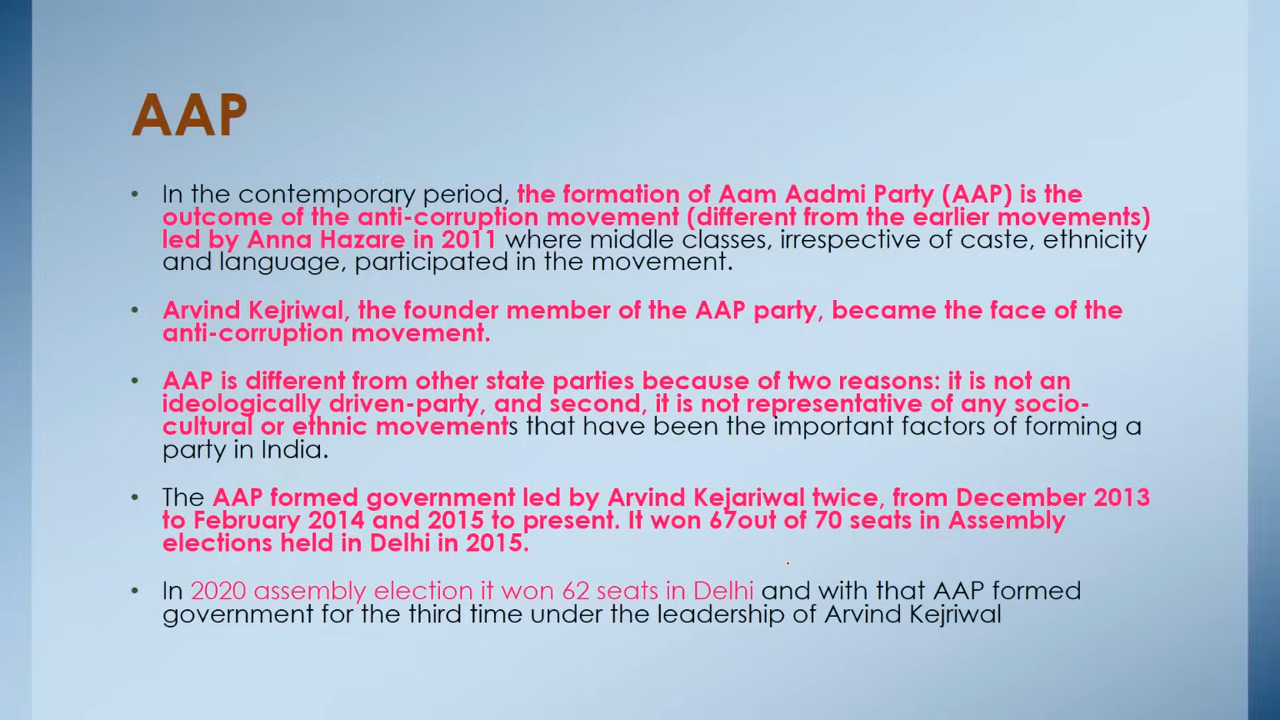 AAP
• In the contemporary period, the formation of Aam Aadmi Party (AAP) is the
outcome of the anti-corruption movement (different from the earlier movements)
led by Anna Hazare in 2011 where middle classes, irrespective of caste, ethnicity
and language, participated in the movement.
• Arvind Kejriwal, the founder member of the AAP party, became the face of the
anti-corruption movement.
• AAP is different from other state parties because of two reasons: it is not an
ideologically driven-party, and second, it is not representative of any socio-
cultural or ethnic movements that have been the important factors of forming a
party in India.
• The AAP formed government led by Arvind Kejariwal twice, from December 2013
to February 2014 and 2015 to present. It won 67out of 70 seats in Assembly
elections held in Delhi in 2015.
• In 2020 assembly election it won 62 seats in Delhi and with that AAP formed
government for the third time under the leadership of Arvind Kejriwal